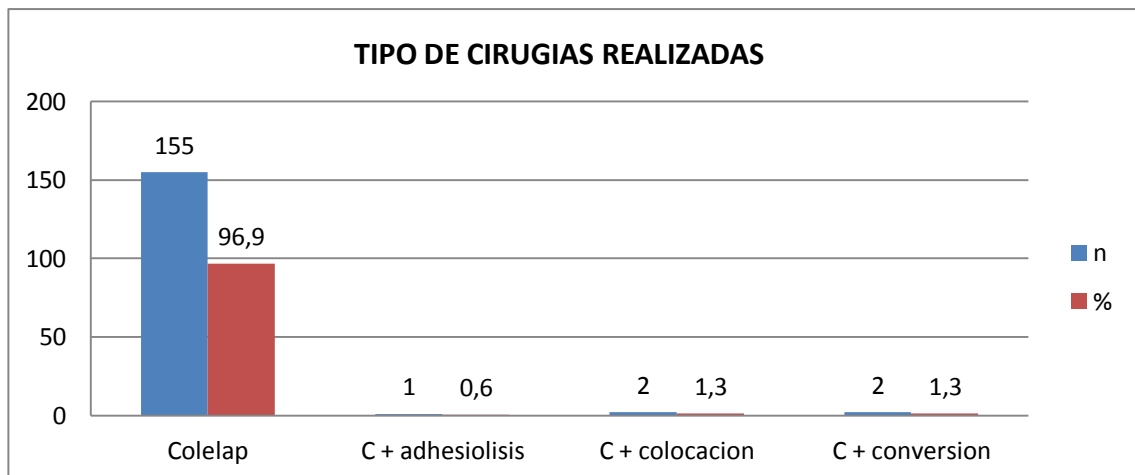 TIPO DE CIRUGIAS REALIZADAS
200
150
100
50
0
155
96,9
1
0,6
2
1,3
2
1,3
Colelap
C + adhesiolisis
C + colocacion
C + conversion
n
%